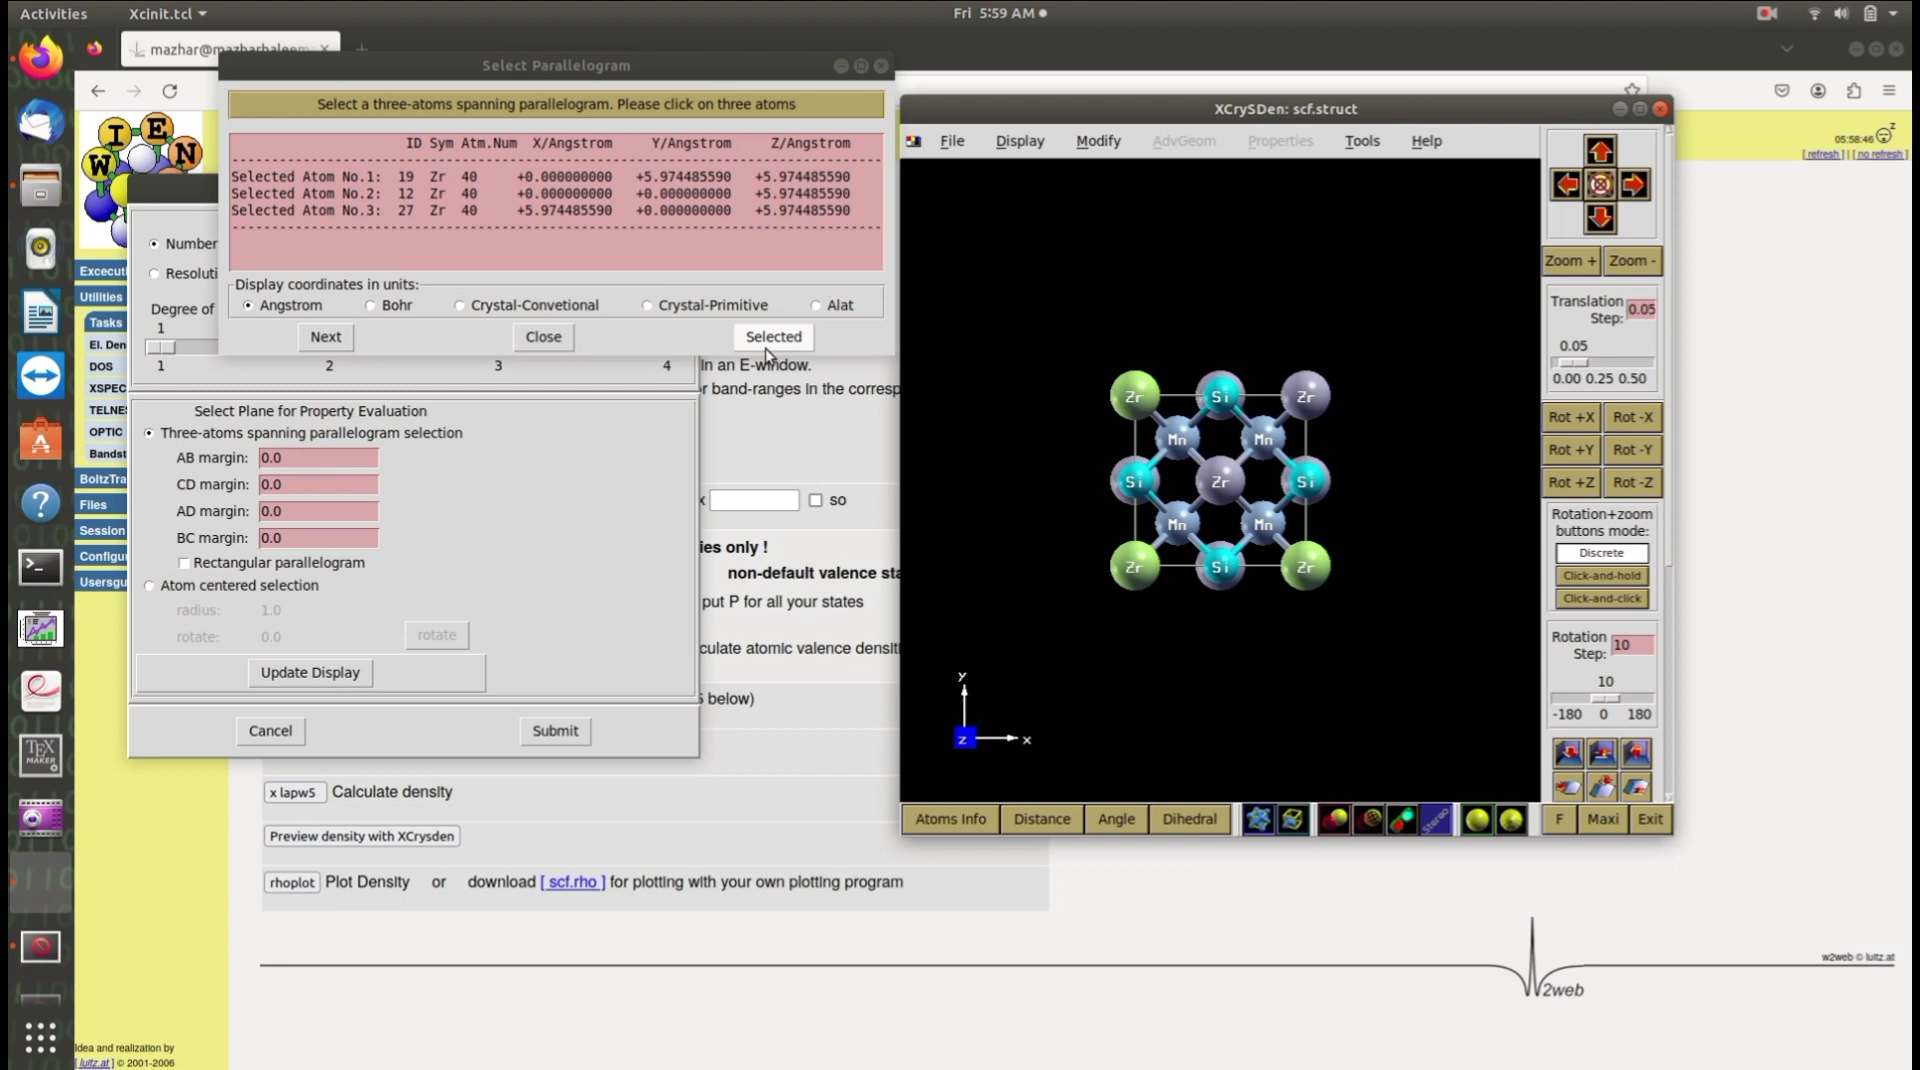 Activities
Xcinit.tcl
Fri 5:59 AM
mazhar@mazharhaleem
Select Parallelogram
Select a three-atoms spanning parallelogram. Please click on three atoms
ID Sym Atm.Num X/Angstrom Y/Angstrom Z/Angstrom
Selected Atom No.1: 19 Zr 40 +0.000000000 +5.974485590 +5.974485590
Selected Atom No.2: 12 Zr 40 +0.000000000 +0.000000000 +5.974485590
Selected Atom No.3: 27 Zr 40 +5.974485590 +0.000000000 +5.974485590
Display coordinates in units:
Angstrom Bohr Crystal-Convetional Crystal-Primitive Alat
Next Close Selected
W I E N
Number
Resoluti
Degree of
1
1 2 3 4
Select Plane for Property Evaluation
Three-atoms spanning parallelogram selection
AB margin: 0.0
CD margin: 0.0
AD margin: 0.0
BC margin: 0.0
Rectangular parallelogram
Atom centered selection
radius: 1.0
rotate: 0.0 rotate
Update Display
Cancel Submit
Excecuti
Utilities
Tasks
El. Den
DOS
XSPEC
TELNES
OPTIC
Bandst
BoltzTra
Files
Session
Configu
Usersgu
in an E-window.
or band-ranges in the corresp
x so
ies only !
non-default valence sta
put P for all your states
culate atomic valence densiti
5 below)
x lapw5 Calculate density
Preview density with XCrysden
rhoplot Plot Density or download [ scf.rho ] for plotting with your own plotting program
XCrySDen: scf.struct
File Display Modify AdvGeom Properties Tools Help
Zr Si Zr
Mn Mn
Si Zr Si
Mn Mn
Zr Si Zr
y
z x
Zoom + Zoom -
Translation
Step: 0.05
0.05
0.00 0.25 0.50
Rot +X Rot -X
Rot +Y Rot -Y
Rot +Z Rot -Z
Rotation+zoom
buttons mode:
Discrete
Click-and-hold
Click-and-click
Rotation
Step: 10
10
-180 0 180
Atoms Info Distance Angle Dihedral Stereo F Maxi Exit
05:58:46
[ refresh ] | [ no refresh ]
TEX
MAKER
w2web © luitz.at
2web
Idea and realization by
[ luitz.at ] © 2001-2006